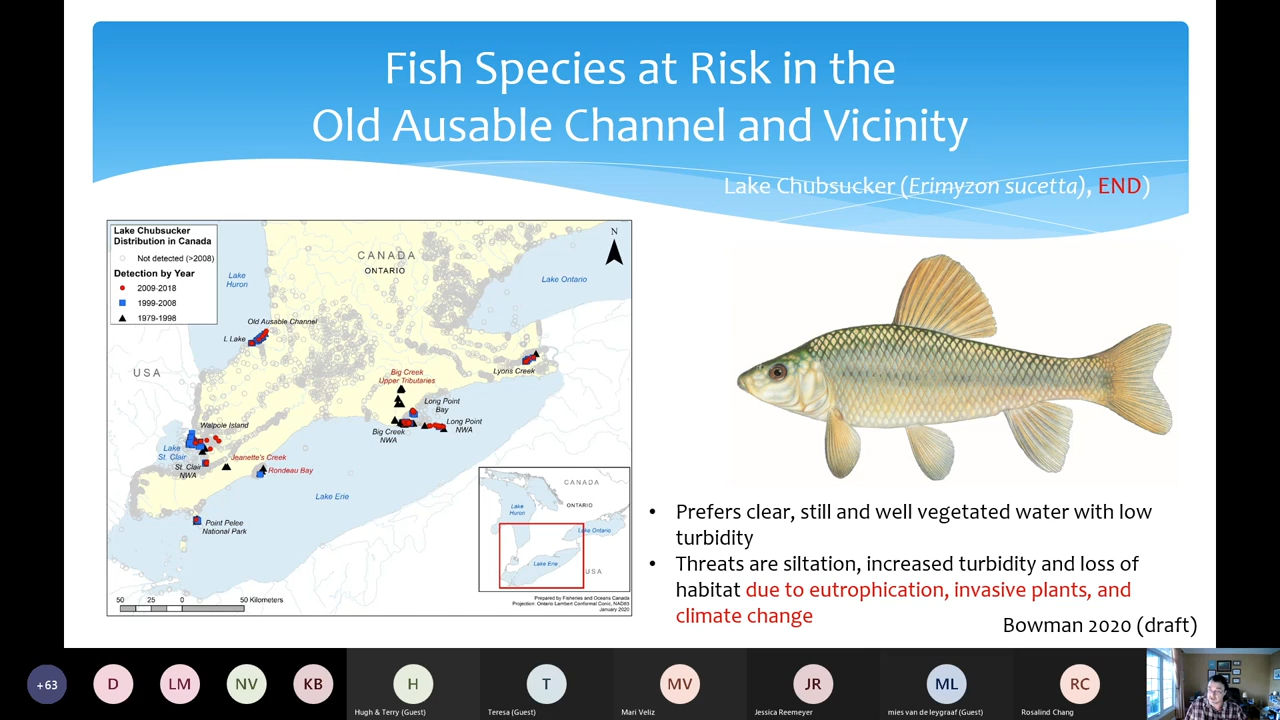 Fish Species at Risk in the
Old Ausable Channel and Vicinity
Lake Chubsucker (Erimyzon sucetta), END)
Lake Chubsucker
Distribution in Canada
Not detected (>2008)
Detection by Year
2009-2018
1999-2008
1979-1998
CANADA
ONTARIO
N
Lake
Huron
Lake Ontario
Old Ausable Channel
L Lake
USA
Lyons Creek
Big Creek
Upper Tributaries
Long Point
Bay
Long Point
NWA
Big Creek
NWA
Walpole Island
Lake
St. Clair
St. Clair
NWA
Jeanette's Creek
Rondeau Bay
Lake Erie
Point Pelee
National Park
CANADA
ONTARIO
Lake
Huron
Lake Ontario
Lake Erie
USA
50 25 0 50 Kilometers
Prepared by Fisheries and Oceans Canada
Projection: Ontario Lambert Conformal Conic, NAD83
January 2020
• Prefers clear, still and well vegetated water with low
turbidity
• Threats are siltation, increased turbidity and loss of
habitat due to eutrophication, invasive plants, and
climate change
Bowman 2020 (draft)
+63 D LM NV KB H T MV JR ML RC
Hugh & Terry (Guest) Teresa (Guest) Mari Veliz Jessica Reemeyer mies van de leygraaf (Guest) Rosalind Chang